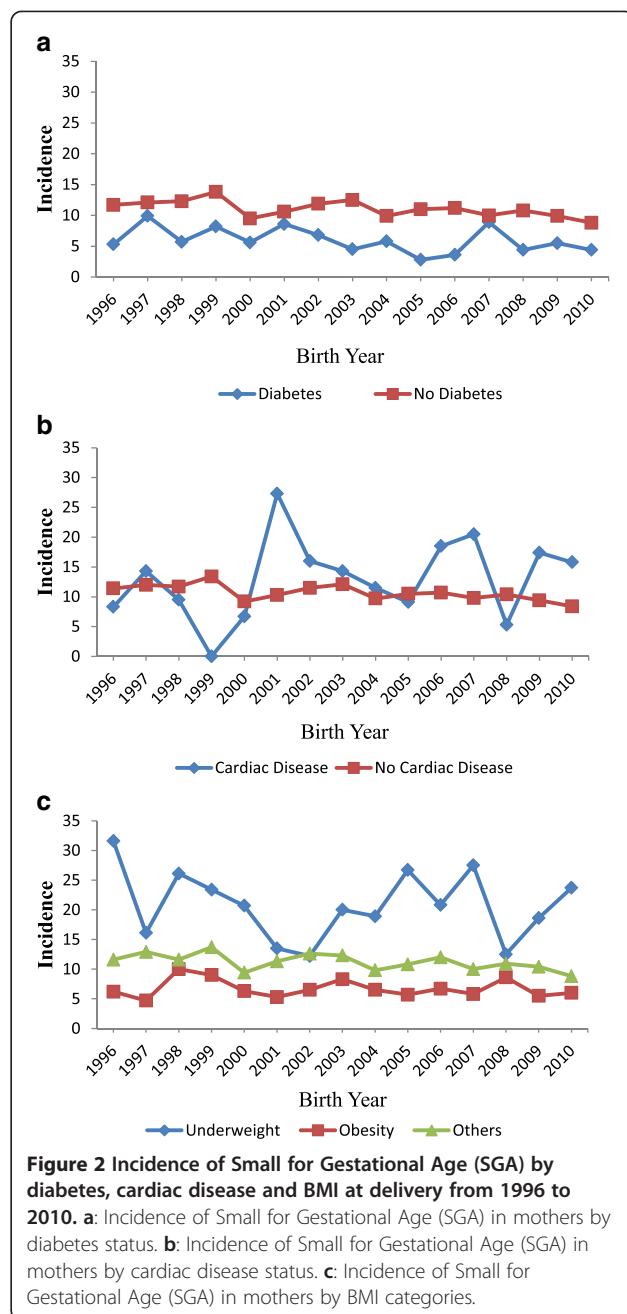 a
35
30
25
20
15
10
5
0
Incidence
1996 1997 1998 1999 2000 2001 2002 2003 2004 2005 2006 2007 2008 2009 2010
Birth Year
Diabetes No Diabetes
b
35
30
25
20
15
10
5
0
Incidence
1996 1997 1998 1999 2000 2001 2002 2003 2004 2005 2006 2007 2008 2009 2010
Birth Year
Cardiac Disease No Cardiac Disease
c
35
30
25
20
15
10
5
0
Incidence
1996 1997 1998 1999 2000 2001 2002 2003 2004 2005 2006 2007 2008 2009 2010
Birth Year
Underweight Obesity Others
Figure 2 Incidence of Small for Gestational Age (SGA) by
diabetes, cardiac disease and BMI at delivery from 1996 to
2010. a: Incidence of Small for Gestational Age (SGA) in mothers by
diabetes status. b: Incidence of Small for Gestational Age (SGA) in
mothers by cardiac disease status. c: Incidence of Small for
Gestational Age (SGA) in mothers by BMI categories.